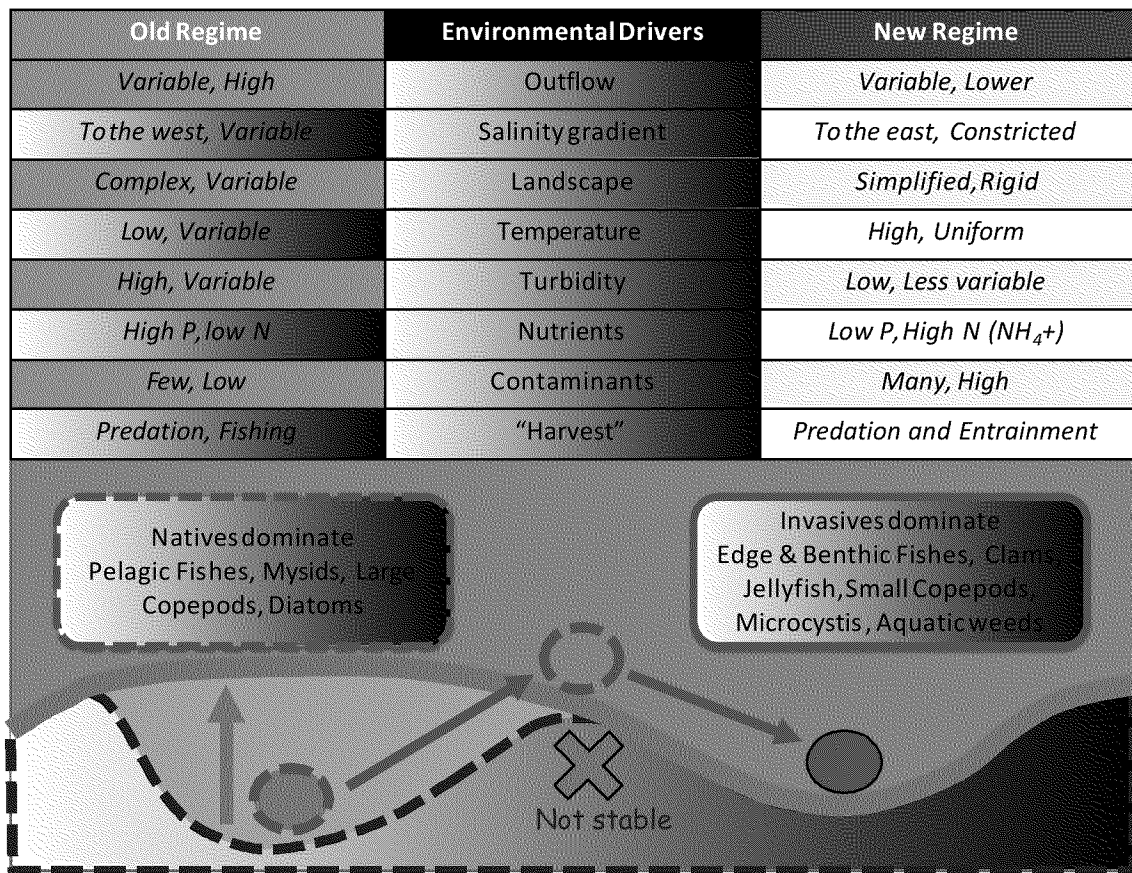 Old Regime Environmental Drivers New Regime
Variable, High Outflow Variable, Lower
To the west, Variable Salinity gradient To the east, Constricted
Complex, Variable Landscape Simplified, Rigid
Low, Variable Temperature High, Uniform
High, Variable Turbidity Low, Less variable
High P, low N Nutrients Low P, High N (NH4+)
Few, Low Contaminants Many, High
Predation, Fishing "Harvest" Predation and Entrainment
Natives dominate
Pelagic Fishes, Mysids, Large
Copepods, Diatoms
Invasives dominate
Edge & Benthic Fishes, Clams,
Jellyfish, Small Copepods,
Microcystis, Aquatic weeds
Not stable